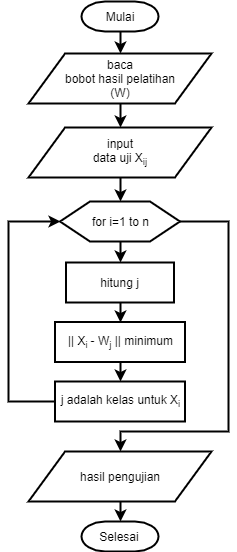 Mulai
baca
bobot hasil pelatihan
(W)
input
data uji Xij
for i=1 to n
hitung j
|| Xi - Wj || minimum
j adalah kelas untuk Xi
hasil pengujian
Selesai